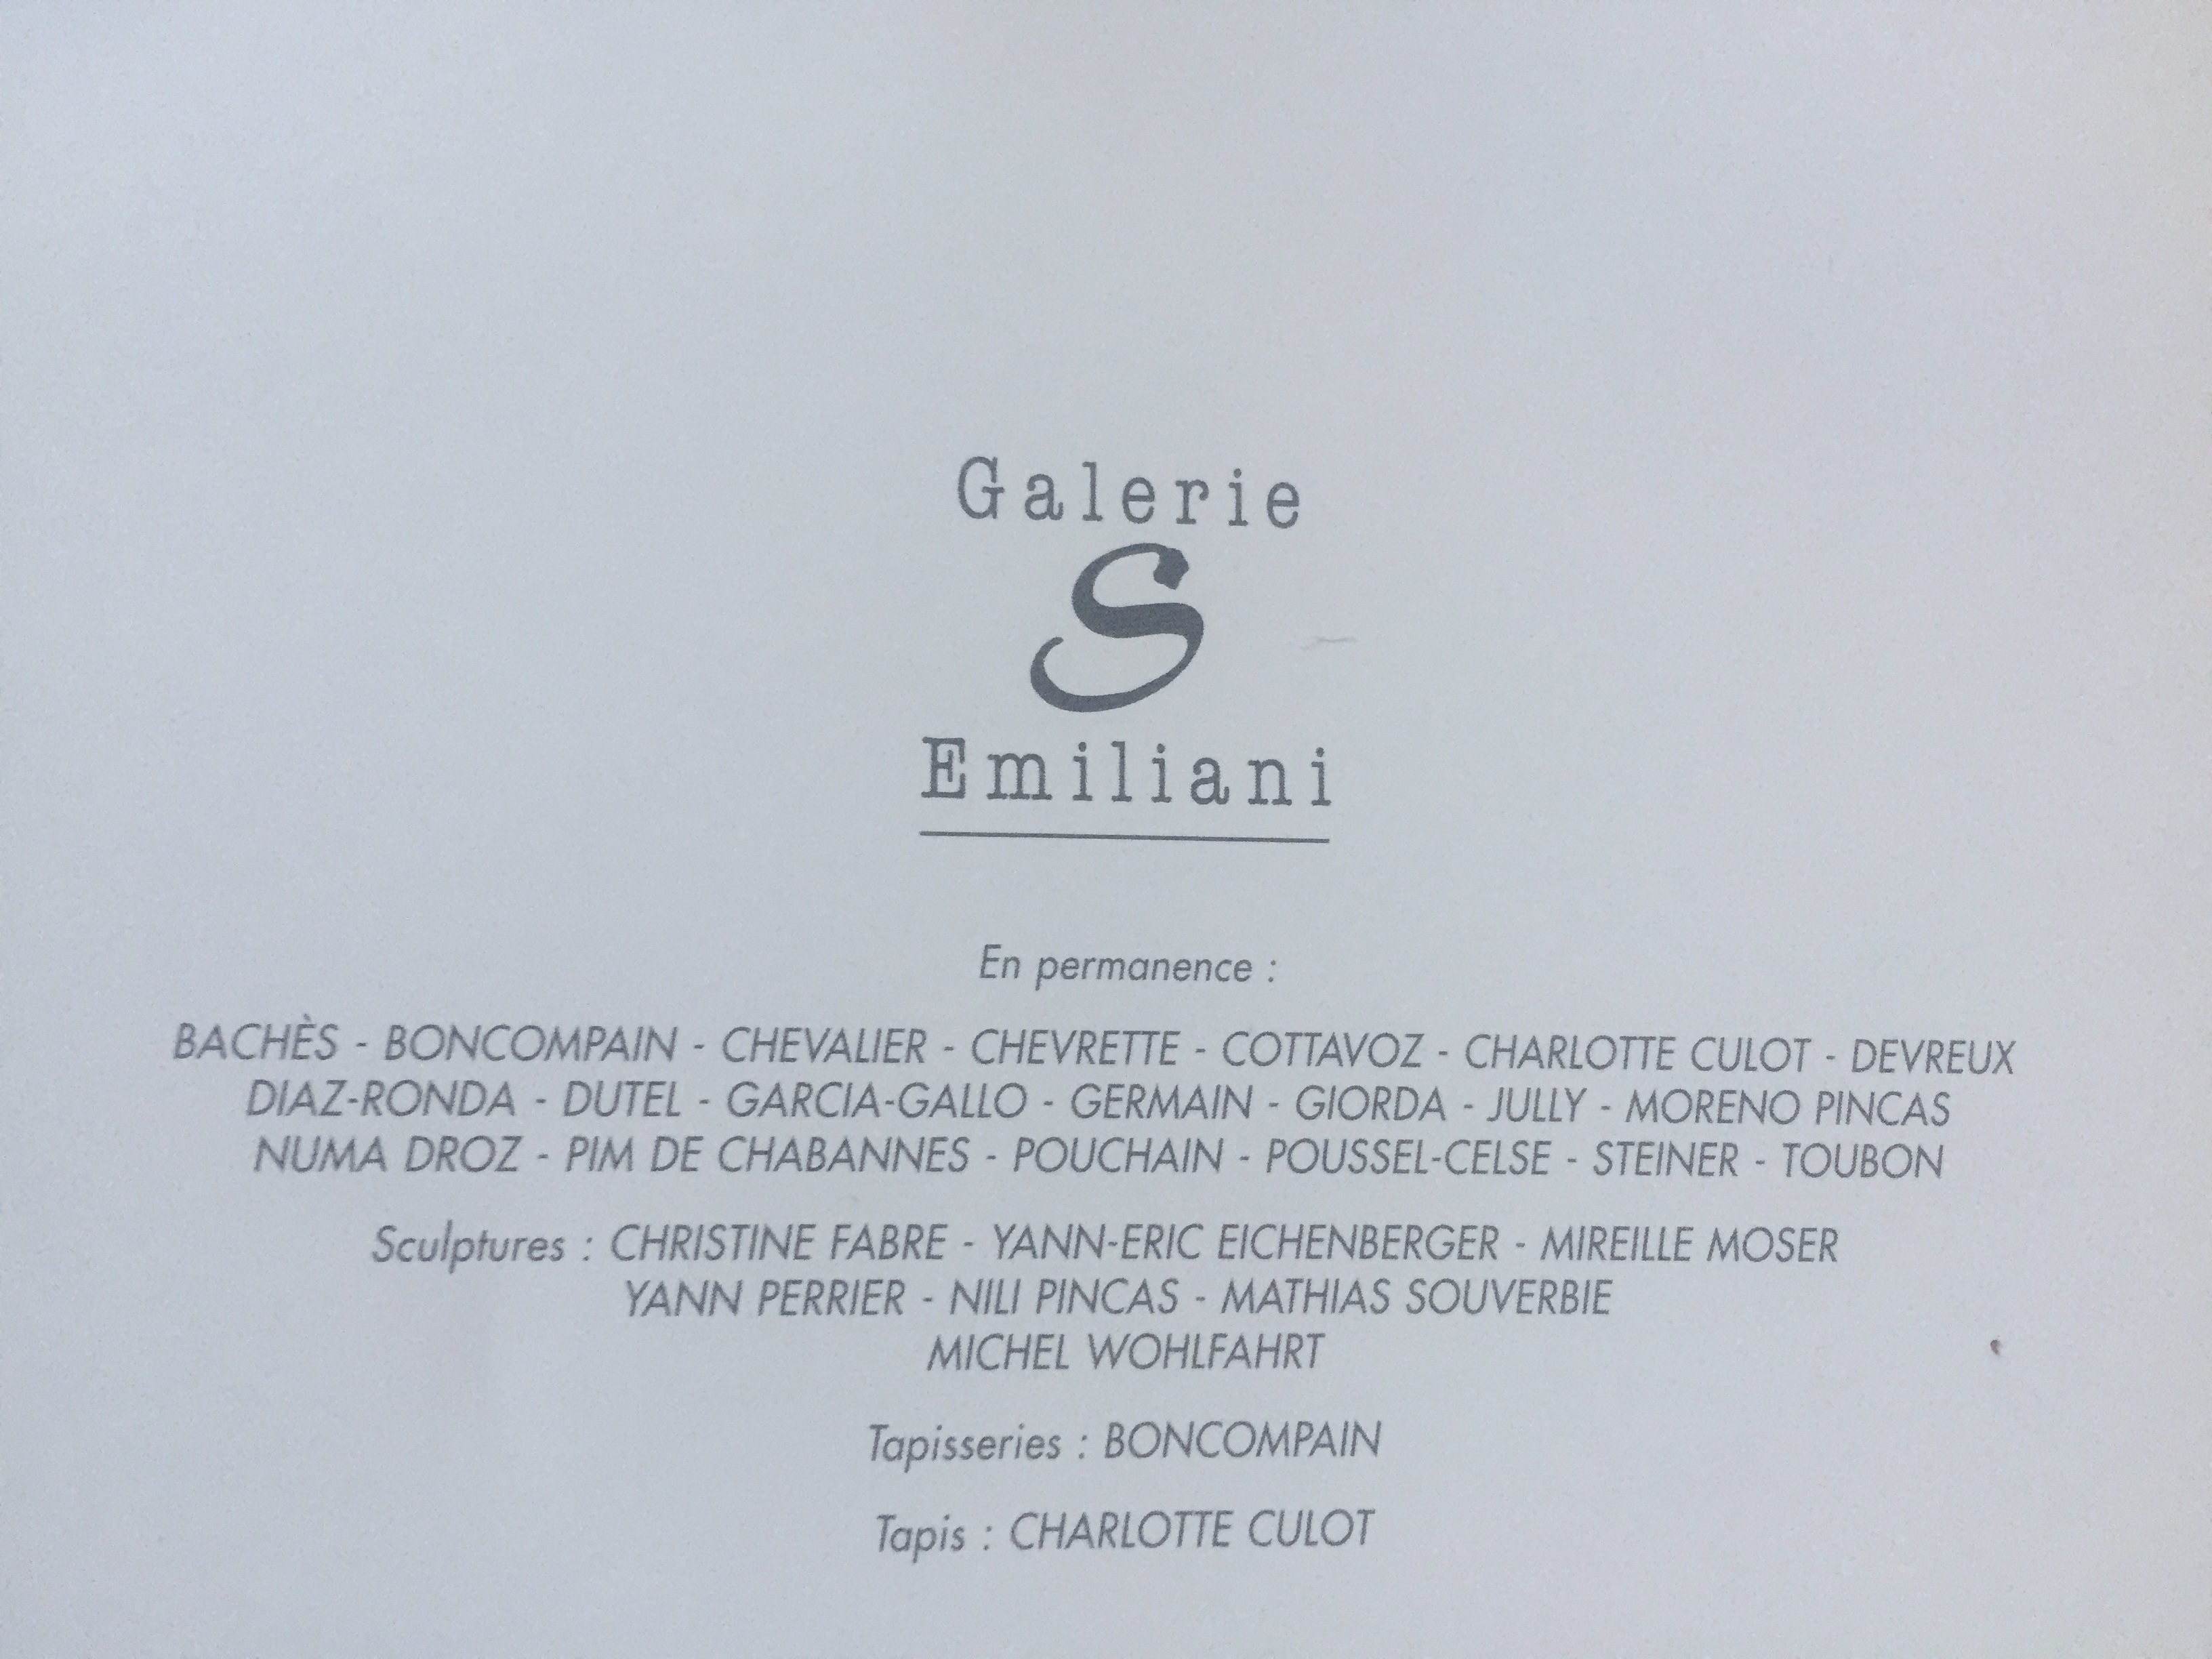 Galerie
S
Emiliani
En permanence :
BACHÈS - BONCOMPAIN - CHEVALIER - CHEVRETTE - COTTAVOZ - CHARLOTTE CULOT - DEVREUX
DIAZ-RONDA - DUTEL - GARCIA-GALLO - GERMAIN - GIORDA - JULLY - MORENO PINCAS
NUMA DROZ - PIM DE CHABANNES - POUCHAIN - POUSSEL-CELSE - STEINER - TOUBON
Sculptures : CHRISTINE FABRE - YANN-ERIC EICHENBERGER - MIREILLE MOSER
YANN PERRIER - NILI PINCAS - MATHIAS SOUVERBIE
MICHEL WOHLFAHRT
Tapisseries : BONCOMPAIN
Tapis : CHARLOTTE CULOT